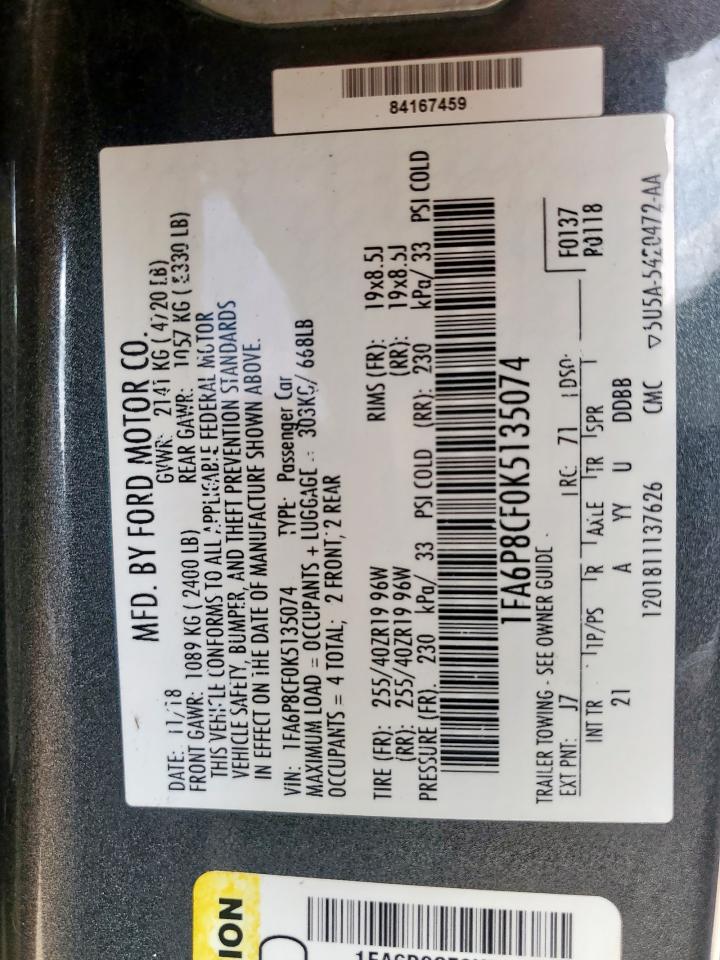 84167459
MFD. BY FORD MOTOR CO.
DATE: 11/18 GVWR: 2141 KG (4720 LB)
FRONT GAWR: 1089 KG (2400 LB) REAR GAWR: 1057 KG (2330 LB)
THIS VEHICLE CONFORMS TO ALL APPLICABLE FEDERAL MOTOR
VEHICLE SAFETY, BUMPER, AND THEFT PREVENTION STANDARDS
IN EFFECT ON THE DATE OF MANUFACTURE SHOWN ABOVE.
VIN: 1FA6P8CF0K5135074 TYPE: Passenger Car
MAXIMUM LOAD = OCCUPANTS + LUGGAGE = 303KG/ 668LB
OCCUPANTS = 4 TOTAL; 2 FRONT; 2 REAR
TIRE (FR): 255/40ZR19 96W RIMS (FR): 19x8.5J
(RR): 255/40ZR19 96W (RR): 19x8.5J
PRESSURE (FR): 230 kPa/ 33 PSI COLD (RR): 230 kPa/ 33 PSI COLD
1FA6P8CF0K5135074
TRAILER TOWING - SEE OWNER GUIDE - F0137
EXT PNT: J7 RC: 71 DSO: R0118
INT TR TP/PS R AXLE TR SPR
21 A YY U DDBB
1201811137626 CMC 5U5A-5420472-AA
ION